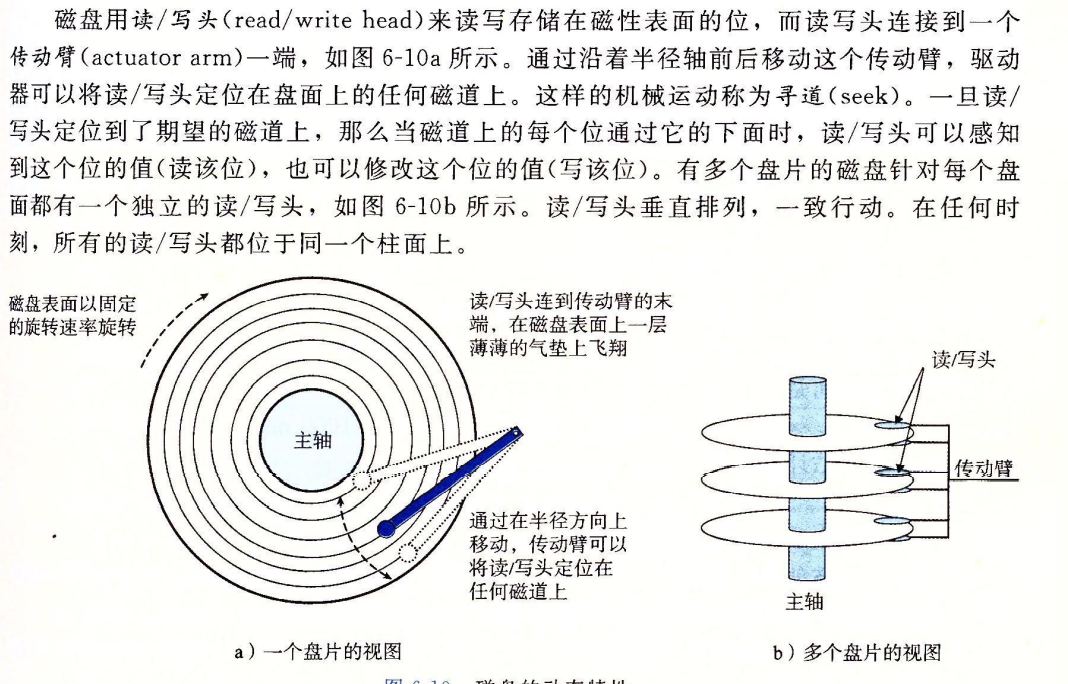 磁盘用读/写头(read/write head)来读写存储在磁性表面的位，而读写头连接到一个
传动臂(actuator arm)一端，如图 6-10a 所示。通过沿着半径轴前后移动这个传动臂，驱动
器可以将读/写头定位在盘面上的任何磁道上。这样的机械运动称为寻道(seek)。一旦读/
写头定位到了期望的磁道上，那么当磁道上的每个位通过它的下面时，读/写头可以感知
到这个位的值(读该位)，也可以修改这个位的值(写该位)。有多个盘片的磁盘针对每个盘
面都有一个独立的读/写头，如图 6-10b 所示。读/写头垂直排列，一致行动。在任何时
刻，所有的读/写头都位于同一个柱面上。
磁盘表面以固定
的旋转速率旋转
读/写头连到传动臂的末
端，在磁盘表面上一层
薄薄的气垫上飞翔
主轴
通过在半径方向上
移动，传动臂可以
将读/写头定位在
任何磁道上
a）一个盘片的视图
读/写头
传动臂
主轴
b）多个盘片的视图